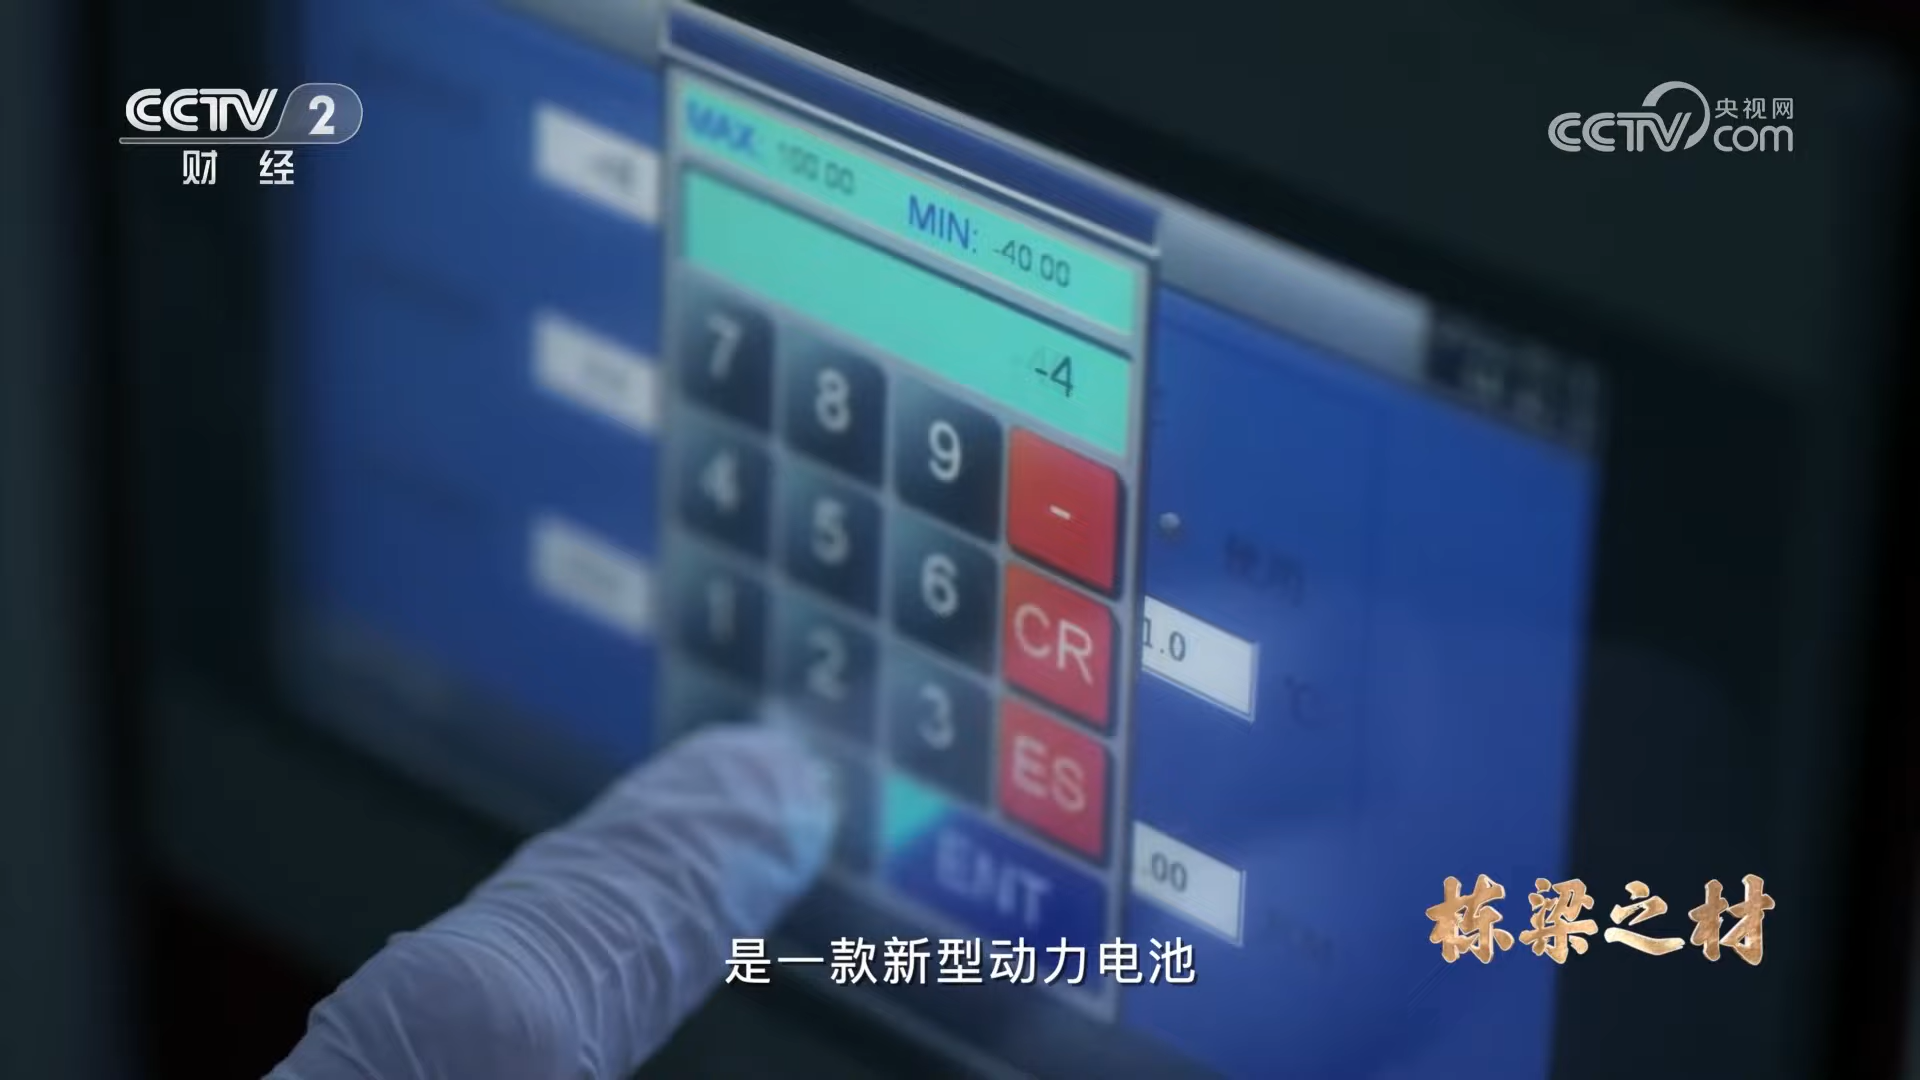 CCTV 2
财 经
央视网
CCTV com
MAX: 100.00 MIN: -40.00
-4
7 8 9 -
4 5 6 CR
1 2 3 ES
ENT
1.0
℃
.00
栋梁之材
是一款新型动力电池